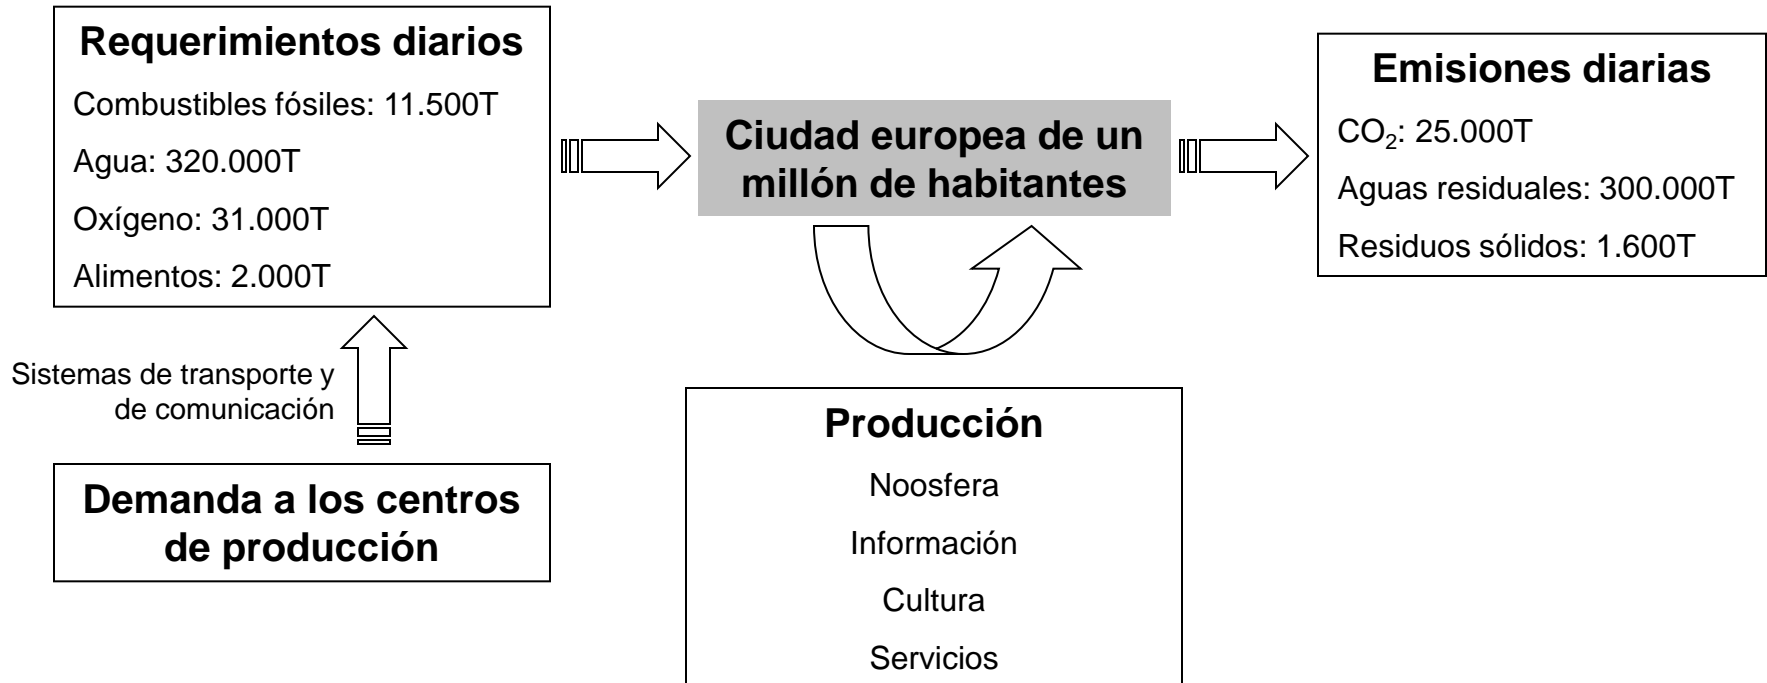 Requerimientos diarios
Combustibles fósiles: 11.500T
Agua: 320.000T
Oxígeno: 31.000T
Alimentos: 2.000T
Sistemas de transporte y
de comunicación
Demanda a los centros
de producción
Ciudad europea de un
millón de habitantes
Producción
Noosfera
Información
Cultura
Servicios
Emisiones diarias
CO₂: 25.000T
Aguas residuales: 300.000T
Residuos sólidos: 1.600T